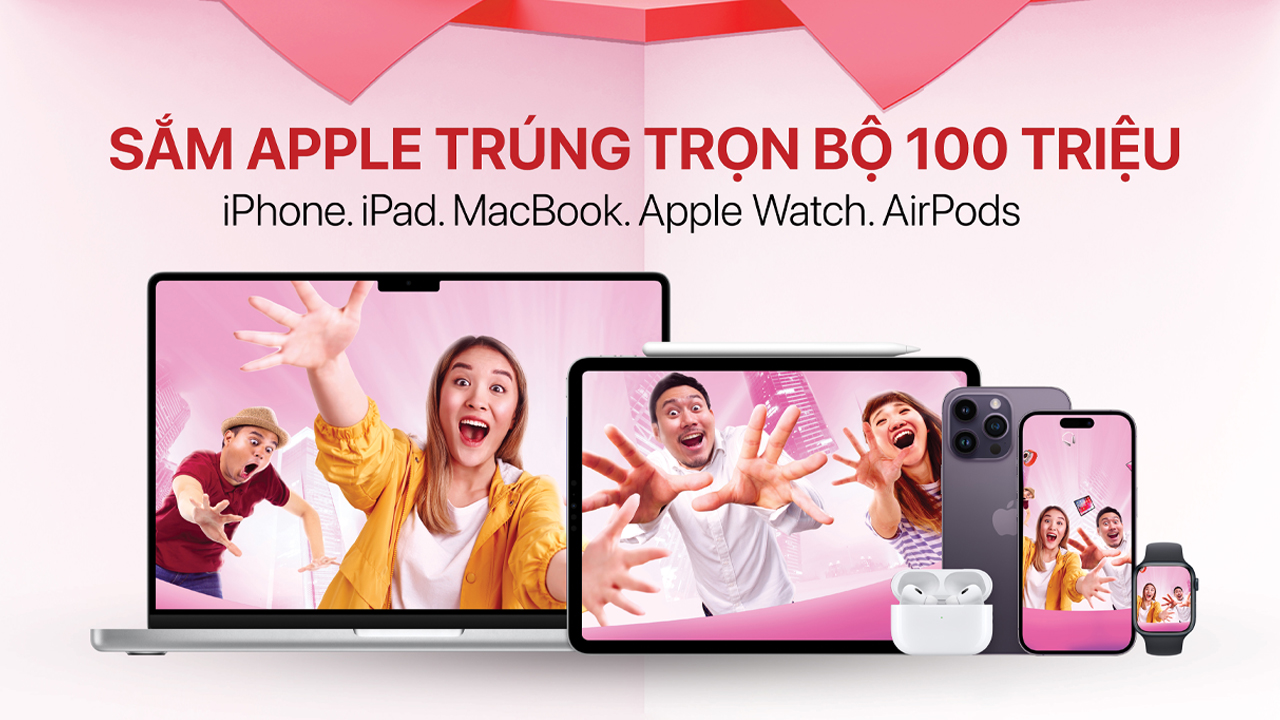 SẮM APPLE TRÚNG TRỌN BỘ 100 TRIỆU
iPhone. iPad. MacBook. Apple Watch. AirPods